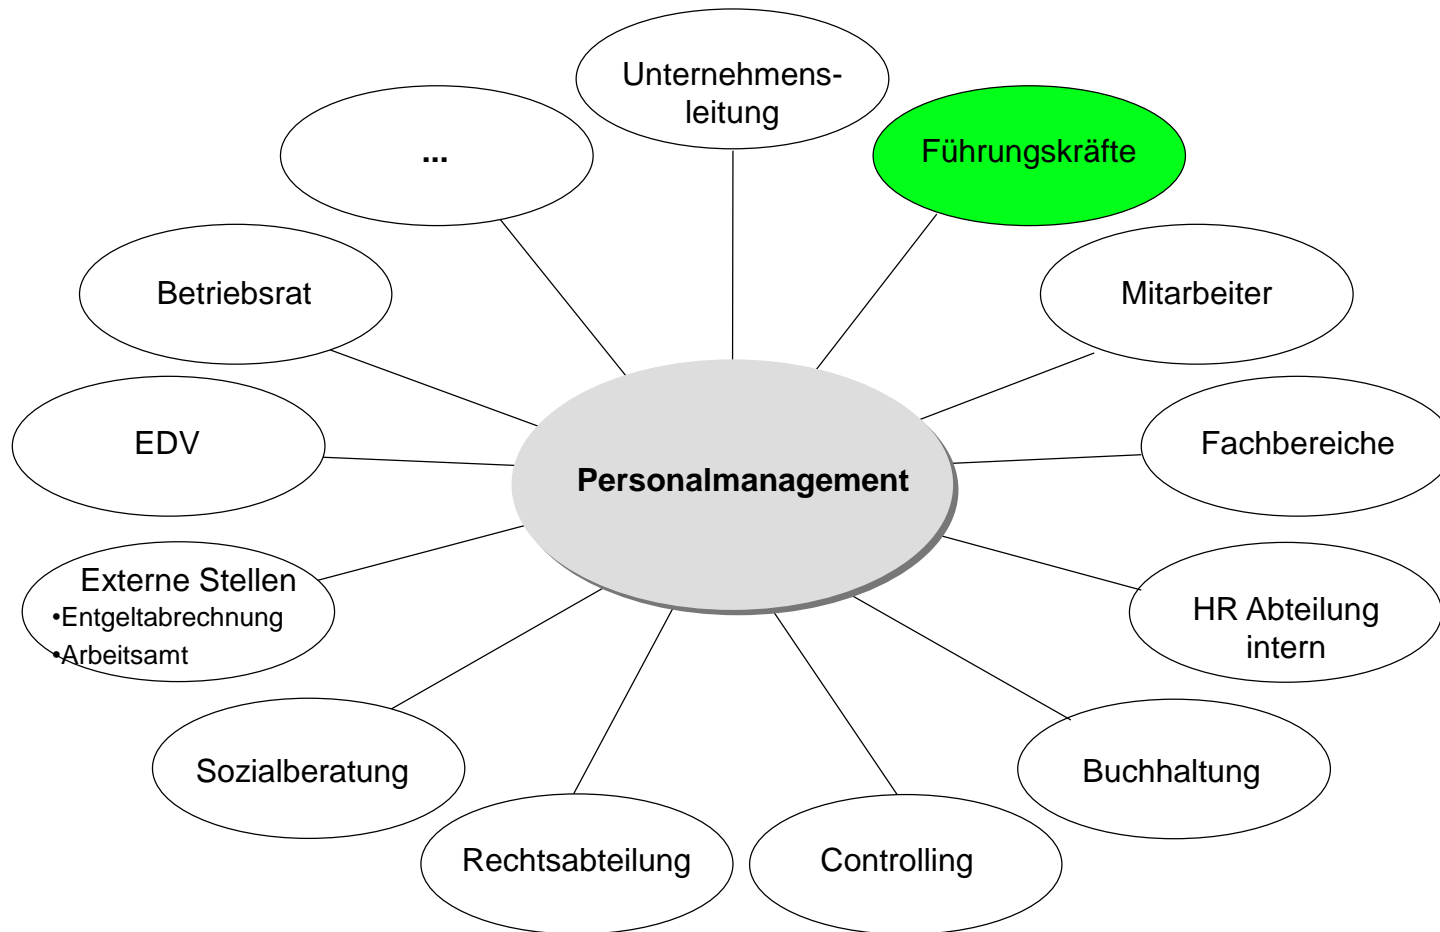 Unternehmens-
leitung
...
Führungskräfte
Betriebsrat
Mitarbeiter
EDV
Fachbereiche
Personalmanagement
Externe Stellen
•Entgeltabrechnung
•Arbeitsamt
HR Abteilung
intern
Sozialberatung
Buchhaltung
Rechtsabteilung
Controlling